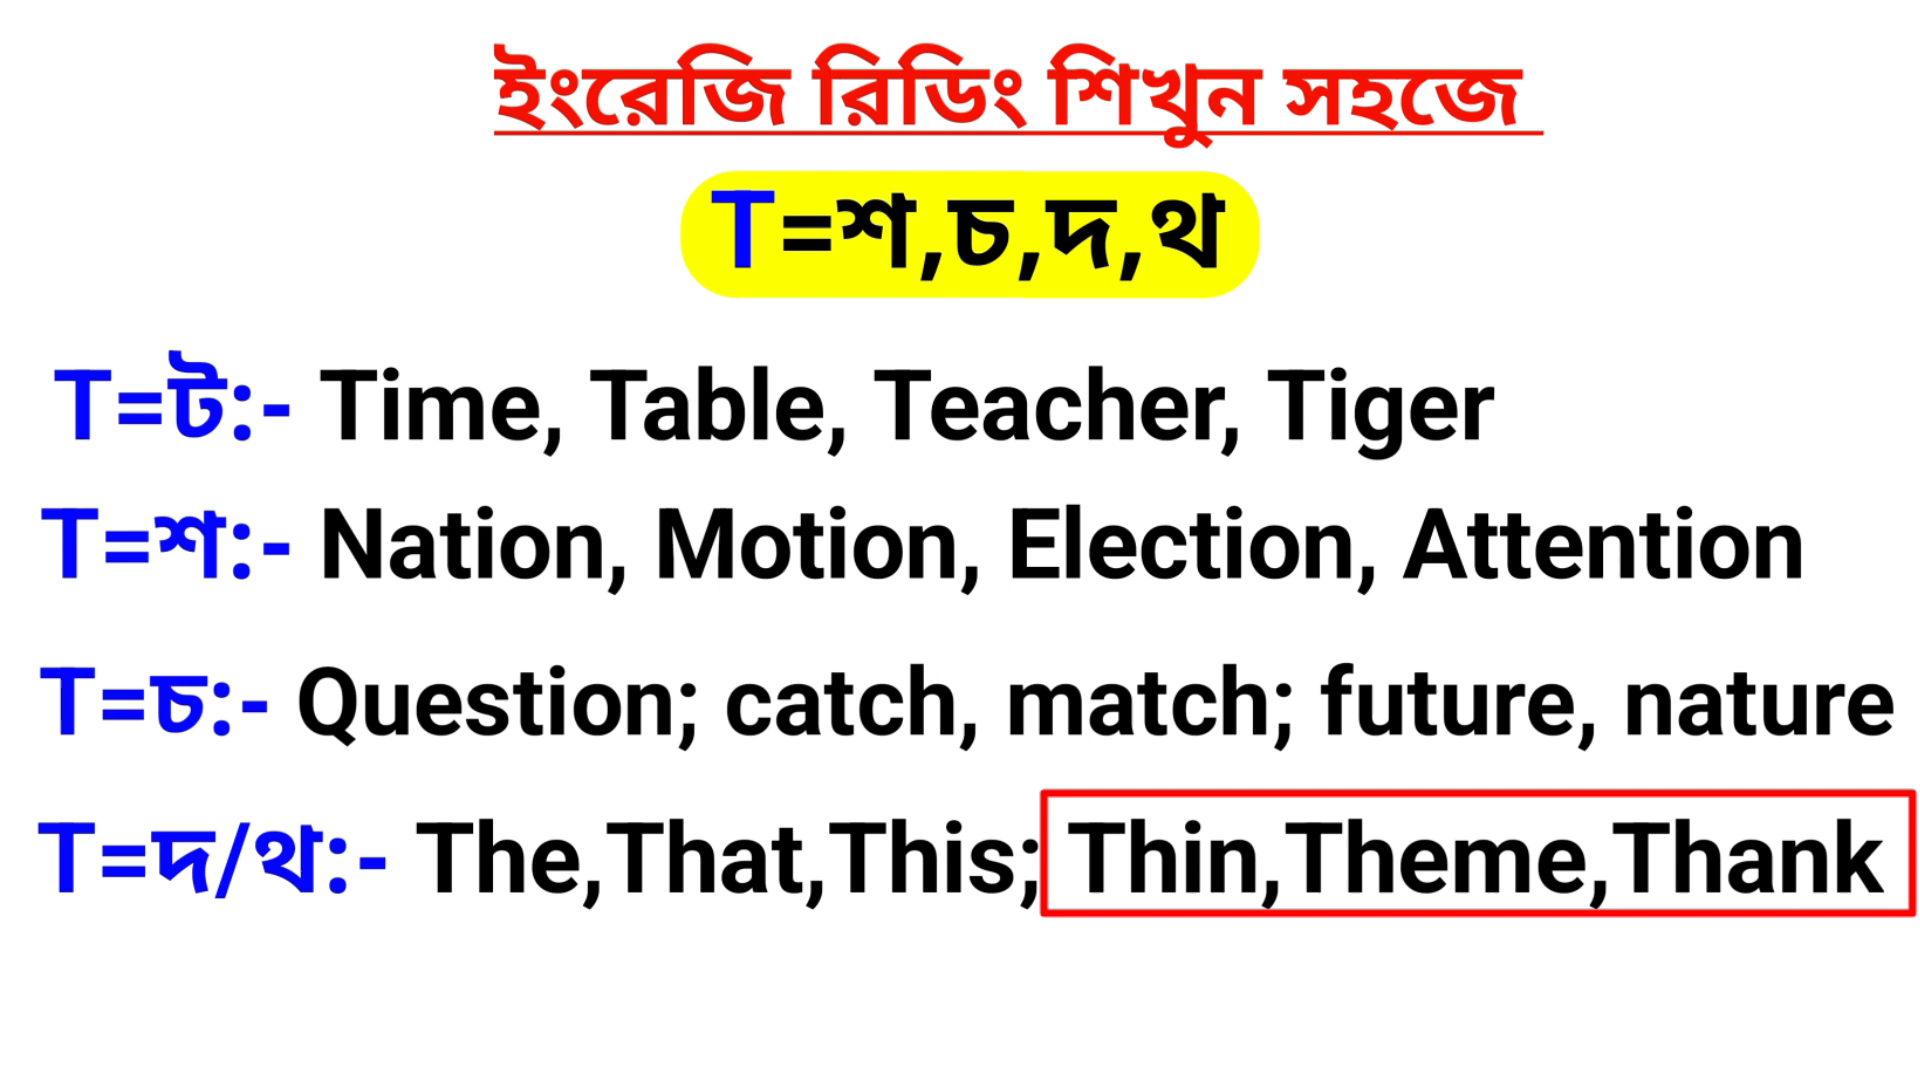 ইংরেজি রিডিং শিখুন সহজে
T=শ,চ,দ,থ
T=ট:- Time, Table, Teacher, Tiger
T=শ:- Nation, Motion, Election, Attention
T=চ:- Question; catch, match; future, nature
T=দ/থ:- The,That,This; Thin,Theme,Thank